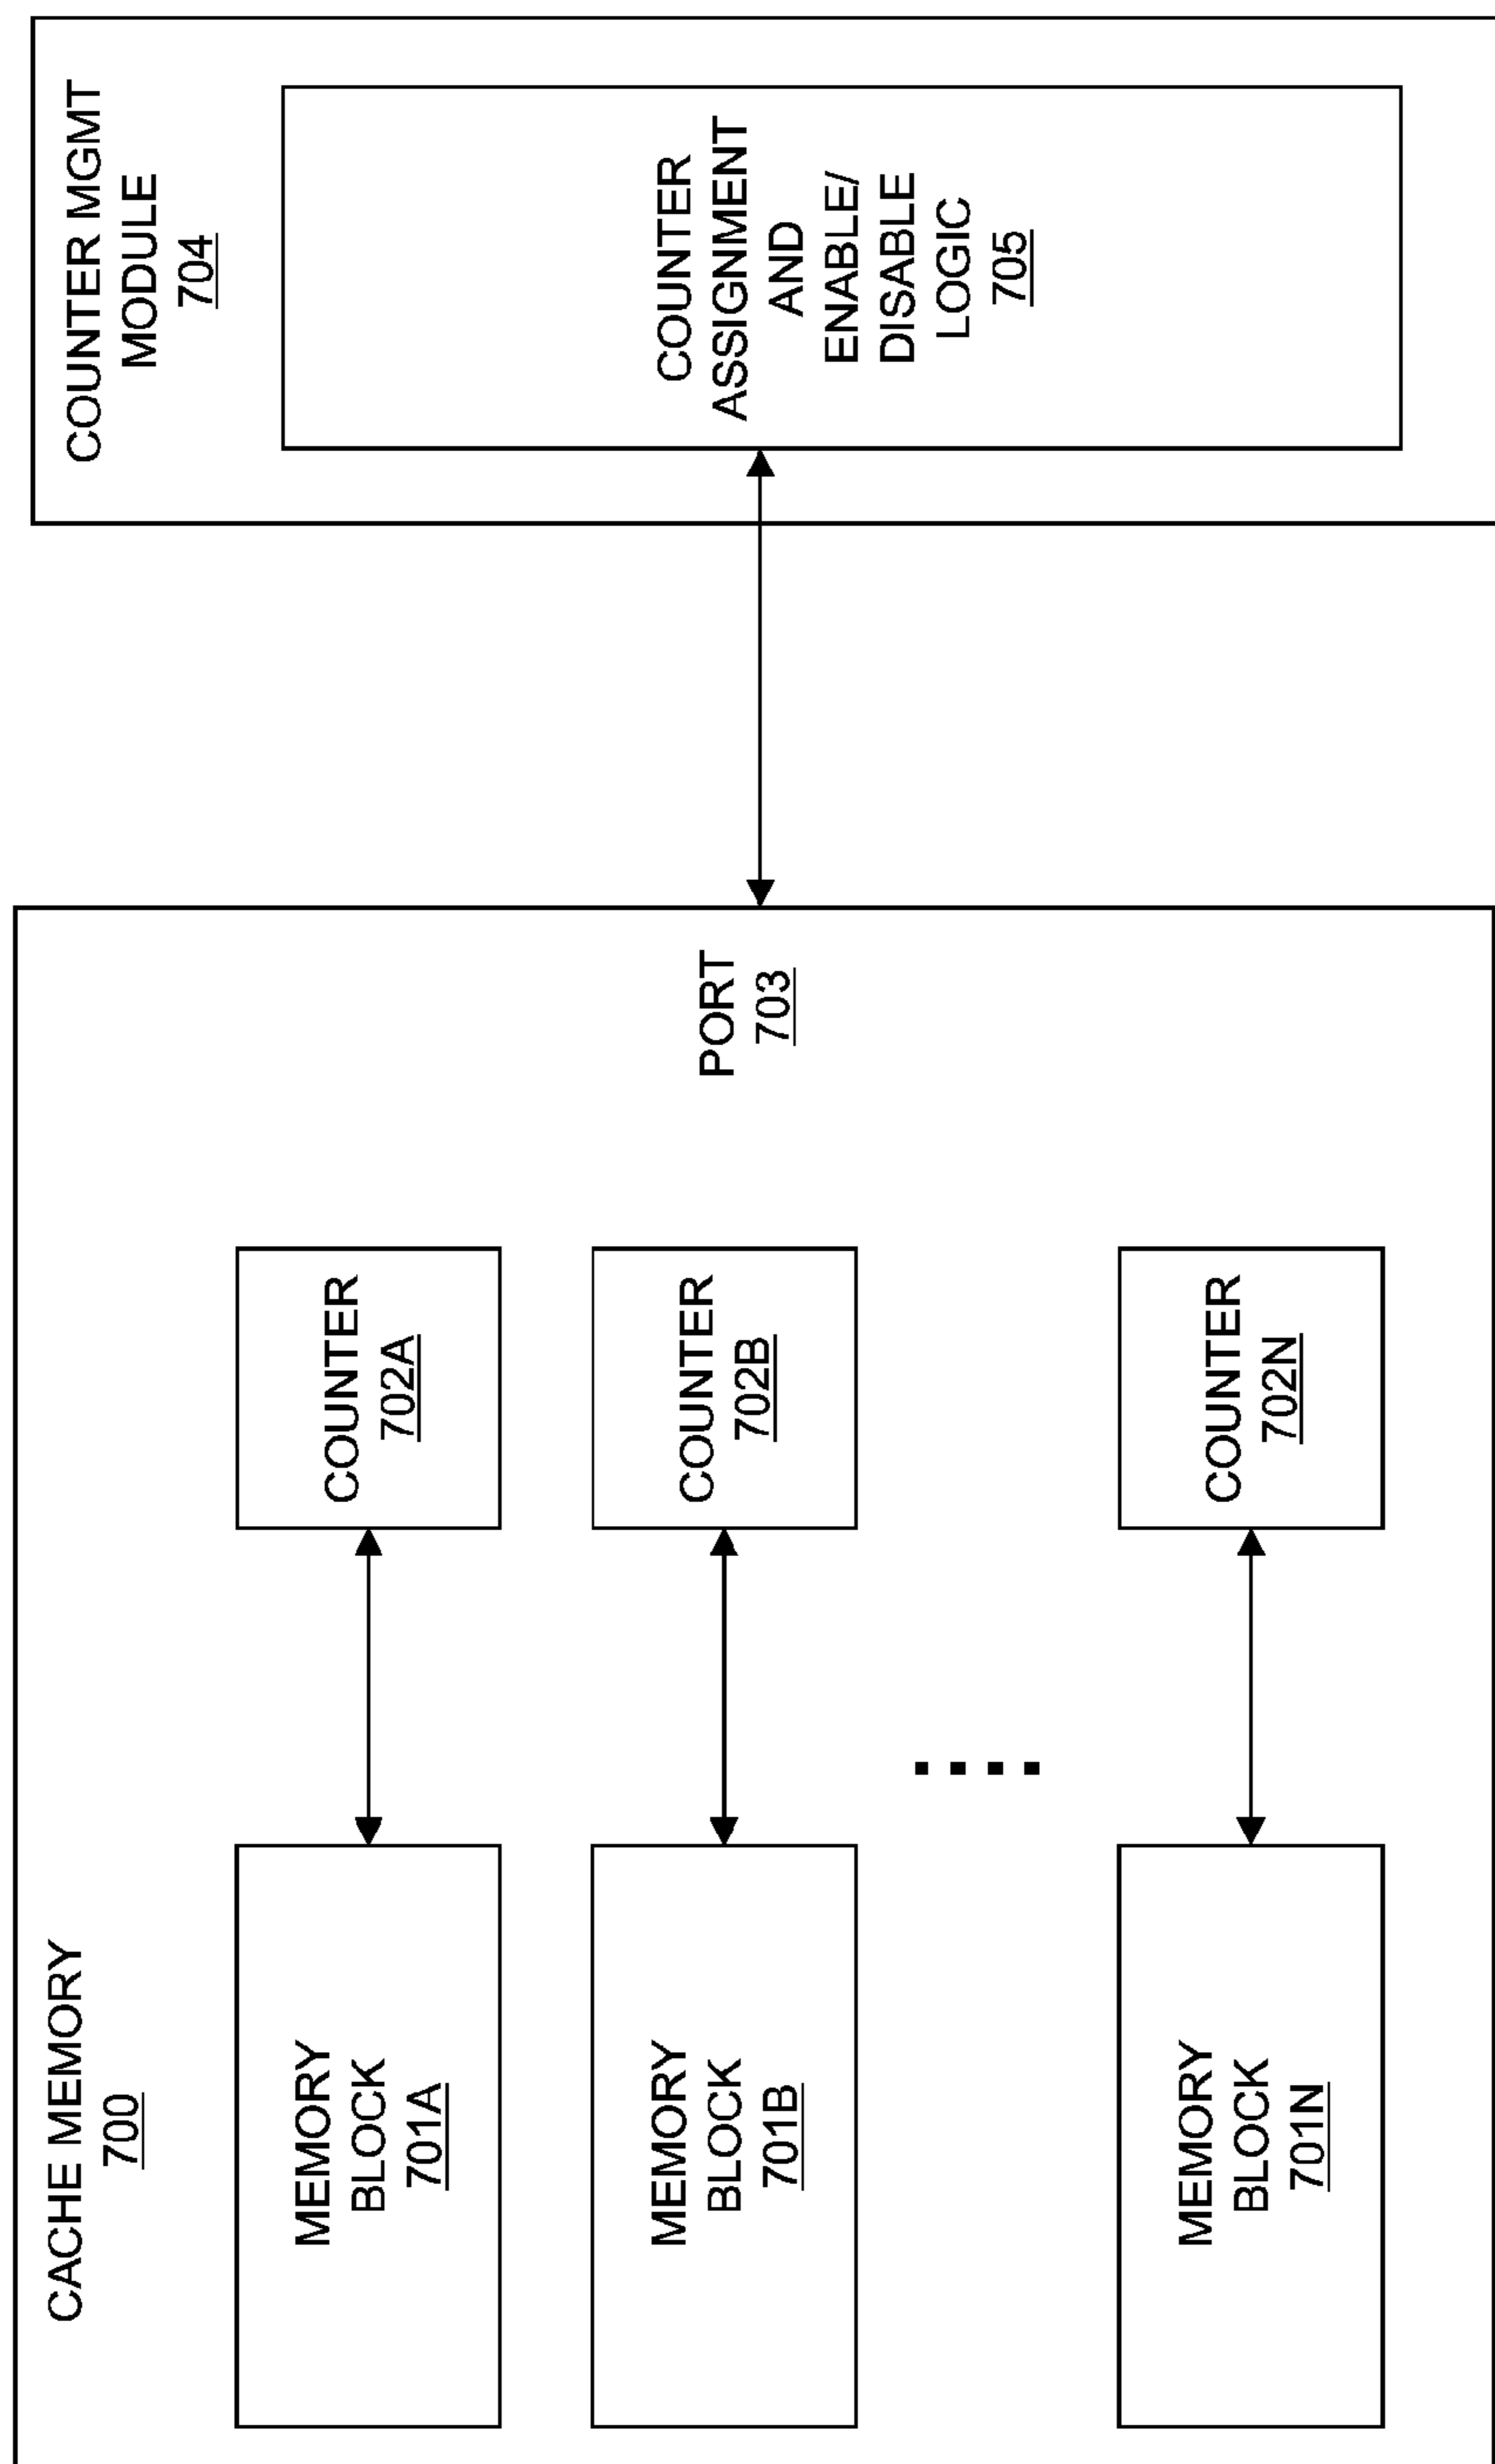 CACHE MEMORY
700
MEMORY
BLOCK
701A
COUNTER
702A
MEMORY
BLOCK
701B
COUNTER
702B
....
MEMORY
BLOCK
701N
COUNTER
702N
PORT
703
COUNTER MGMT
MODULE
704
COUNTER
ASSIGNMENT
AND
ENABLE/
DISABLE
LOGIC
705